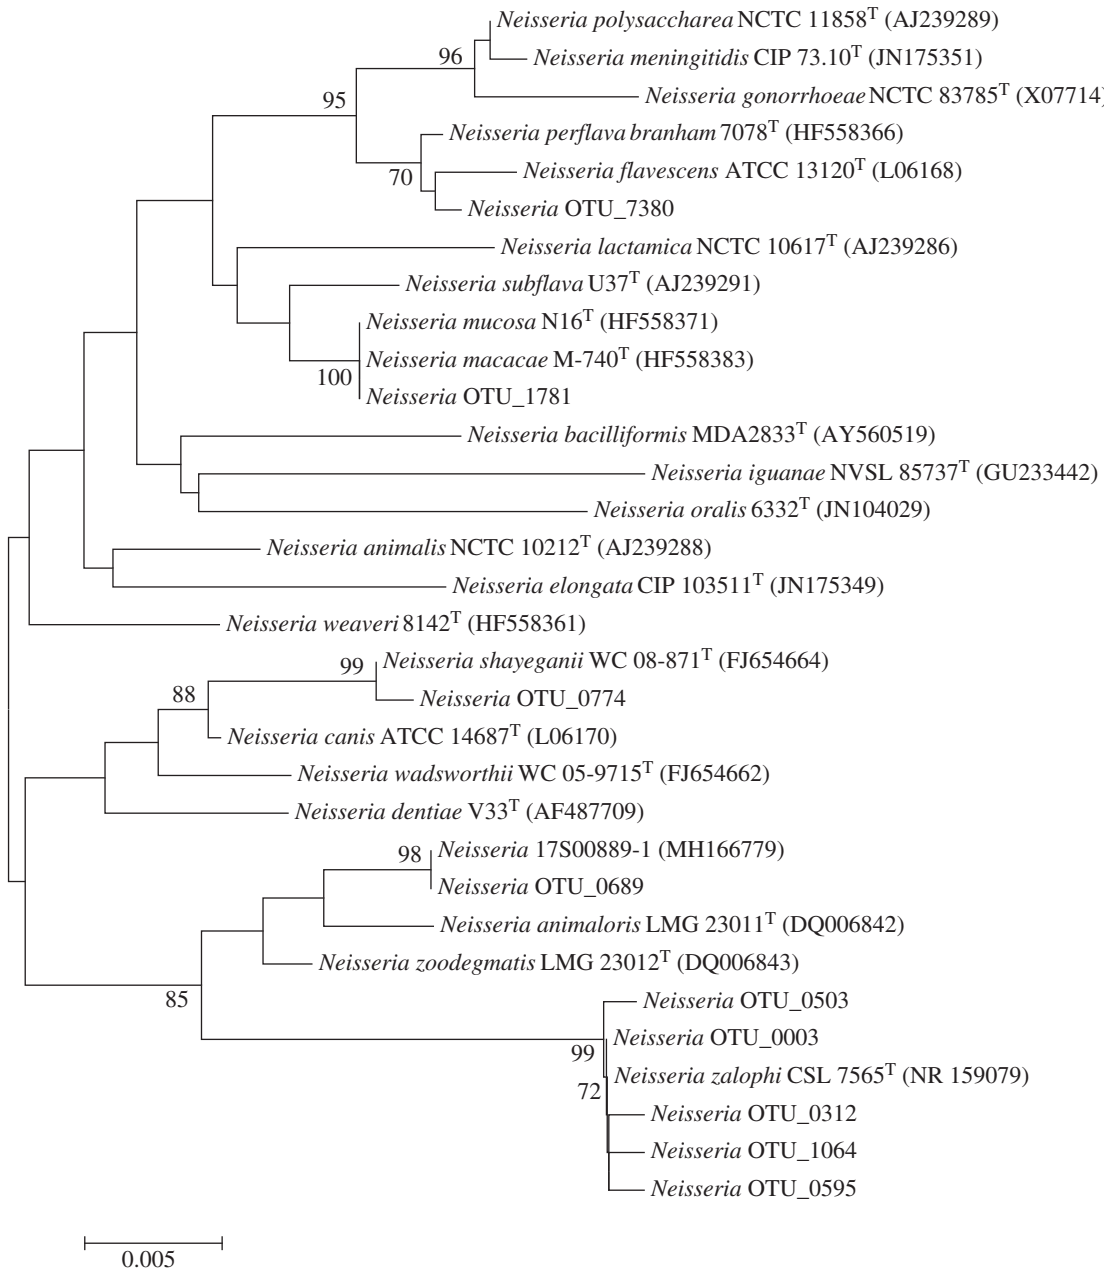 Neisseria polysaccharea NCTC 11858ᵀ (AJ239289)
96
Neisseria meningitidis CIP 73.10ᵀ (JN175351)
95
Neisseria gonorrhoeae NCTC 83785ᵀ (X07714)
Neisseria perflava branham 7078ᵀ (HF558366)
70
Neisseria flavescens ATCC 13120ᵀ (L06168)
Neisseria OTU_7380
Neisseria lactamica NCTC 10617ᵀ (AJ239286)
Neisseria subflava U37ᵀ (AJ239291)
Neisseria mucosa N16ᵀ (HF558371)
Neisseria macacae M-740ᵀ (HF558383)
100
Neisseria OTU_1781
Neisseria bacilliformis MDA2833ᵀ (AY560519)
Neisseria iguanae NVSL 85737ᵀ (GU233442)
Neisseria oralis 6332ᵀ (JN104029)
Neisseria animalis NCTC 10212ᵀ (AJ239288)
Neisseria elongata CIP 103511ᵀ (JN175349)
Neisseria weaveri 8142ᵀ (HF558361)
99
Neisseria shayeganii WC 08-871ᵀ (FJ654664)
88
Neisseria OTU_0774
Neisseria canis ATCC 14687ᵀ (L06170)
Neisseria wadsworthii WC 05-9715ᵀ (FJ654662)
Neisseria dentiae V33ᵀ (AF487709)
98
Neisseria 17S00889-1 (MH166779)
Neisseria OTU_0689
Neisseria animaloris LMG 23011ᵀ (DQ006842)
Neisseria zoodegmatis LMG 23012ᵀ (DQ006843)
85
Neisseria OTU_0503
Neisseria OTU_0003
99
Neisseria zalophi CSL 7565ᵀ (NR 159079)
72
Neisseria OTU_0312
Neisseria OTU_1064
Neisseria OTU_0595
0.005